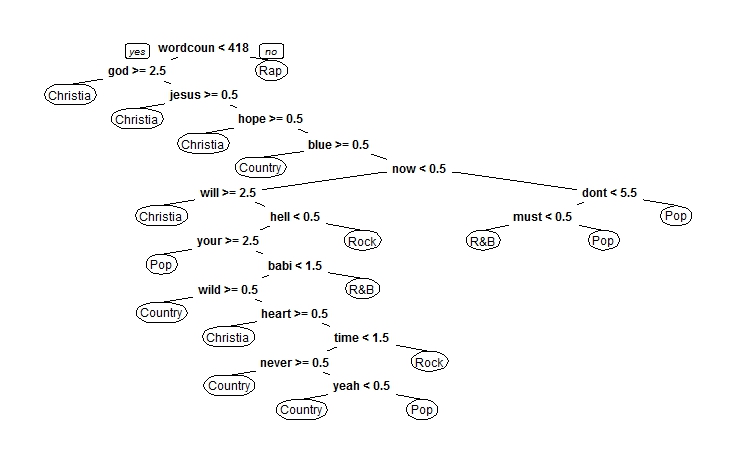 yes wordcoun < 418 no
god >= 2.5 Rap
Christia jesus >= 0.5
Christia hope >= 0.5
Christia blue >= 0.5
Country now < 0.5
will >= 2.5 dont < 5.5
Christia hell < 0.5 must < 0.5 Pop
your >= 2.5 Rock R&B Pop
Pop babi < 1.5
wild >= 0.5 R&B
Country heart >= 0.5
Christia time < 1.5
never >= 0.5 Rock
Country yeah < 0.5
Country Pop